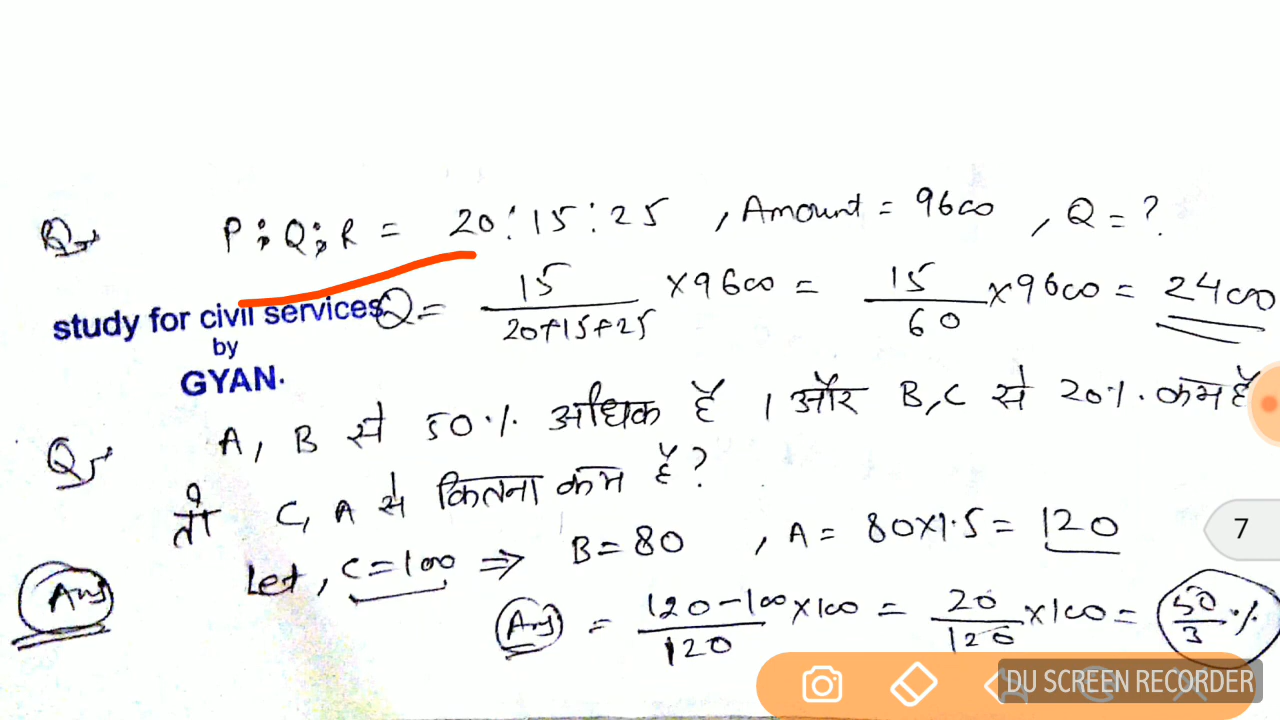 Q P:Q:R = 20:15:25 , Amount = 9600 , Q = ?
Q = 15/(20+15+25) × 9600 = 15/60 × 9600 = 2400
study for civil services
by
GYAN.
Q A, B से 50% अधिक है । और B, C से 20% कम है
तो C, A से कितना कम है ?
Let, C=100 ⇒ B=80 , A= 80×1.5 = 120
Ans
Ans = (120-100)/120 ×100 = 20/120 ×100 = 50/3 %
7
DU SCREEN RECORDER